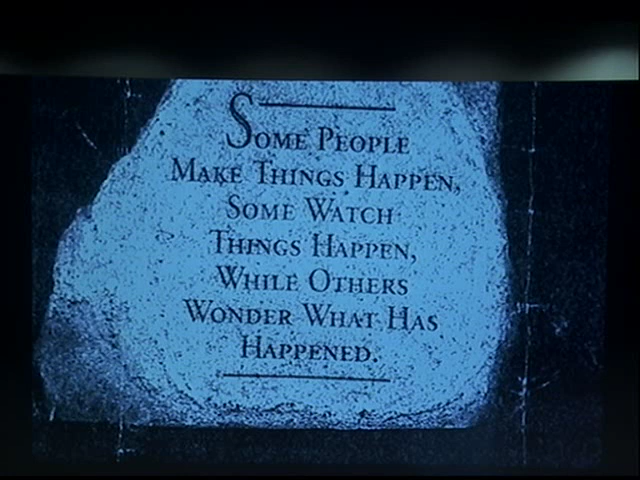 Some People
Make Things Happen,
Some Watch
Things Happen,
While Others
Wonder What Has
Happened.